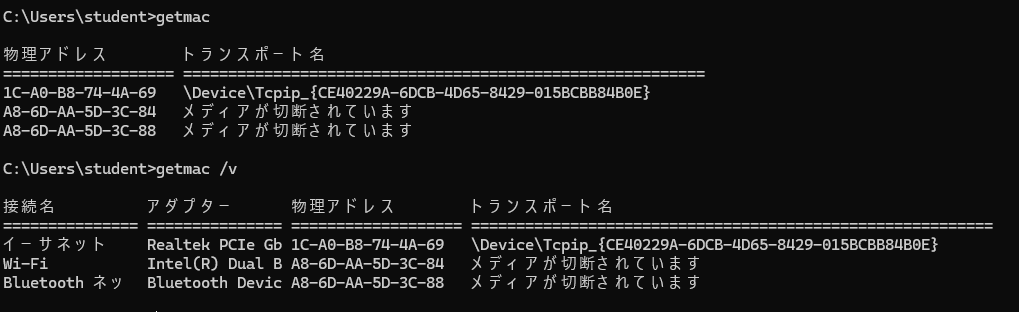 C:\Users\student>getmac
物理アドレス トランスポート名
=================== ==========================================================
1C-A0-B8-74-4A-69 \Device\Tcpip_{CE40229A-6DCB-4D65-8429-015BCBB84B0E}
A8-6D-AA-5D-3C-84 メディアが切断されています
A8-6D-AA-5D-3C-88 メディアが切断されています
C:\Users\student>getmac /v
接続名 アダプター 物理アドレス トランスポート名
=============== =============== =================== ==========================================================
イーサネット Realtek PCIe Gb 1C-A0-B8-74-4A-69 \Device\Tcpip_{CE40229A-6DCB-4D65-8429-015BCBB84B0E}
Wi-Fi Intel(R) Dual B A8-6D-AA-5D-3C-84 メディアが切断されています
Bluetooth ネッ Bluetooth Devic A8-6D-AA-5D-3C-88 メディアが切断されています